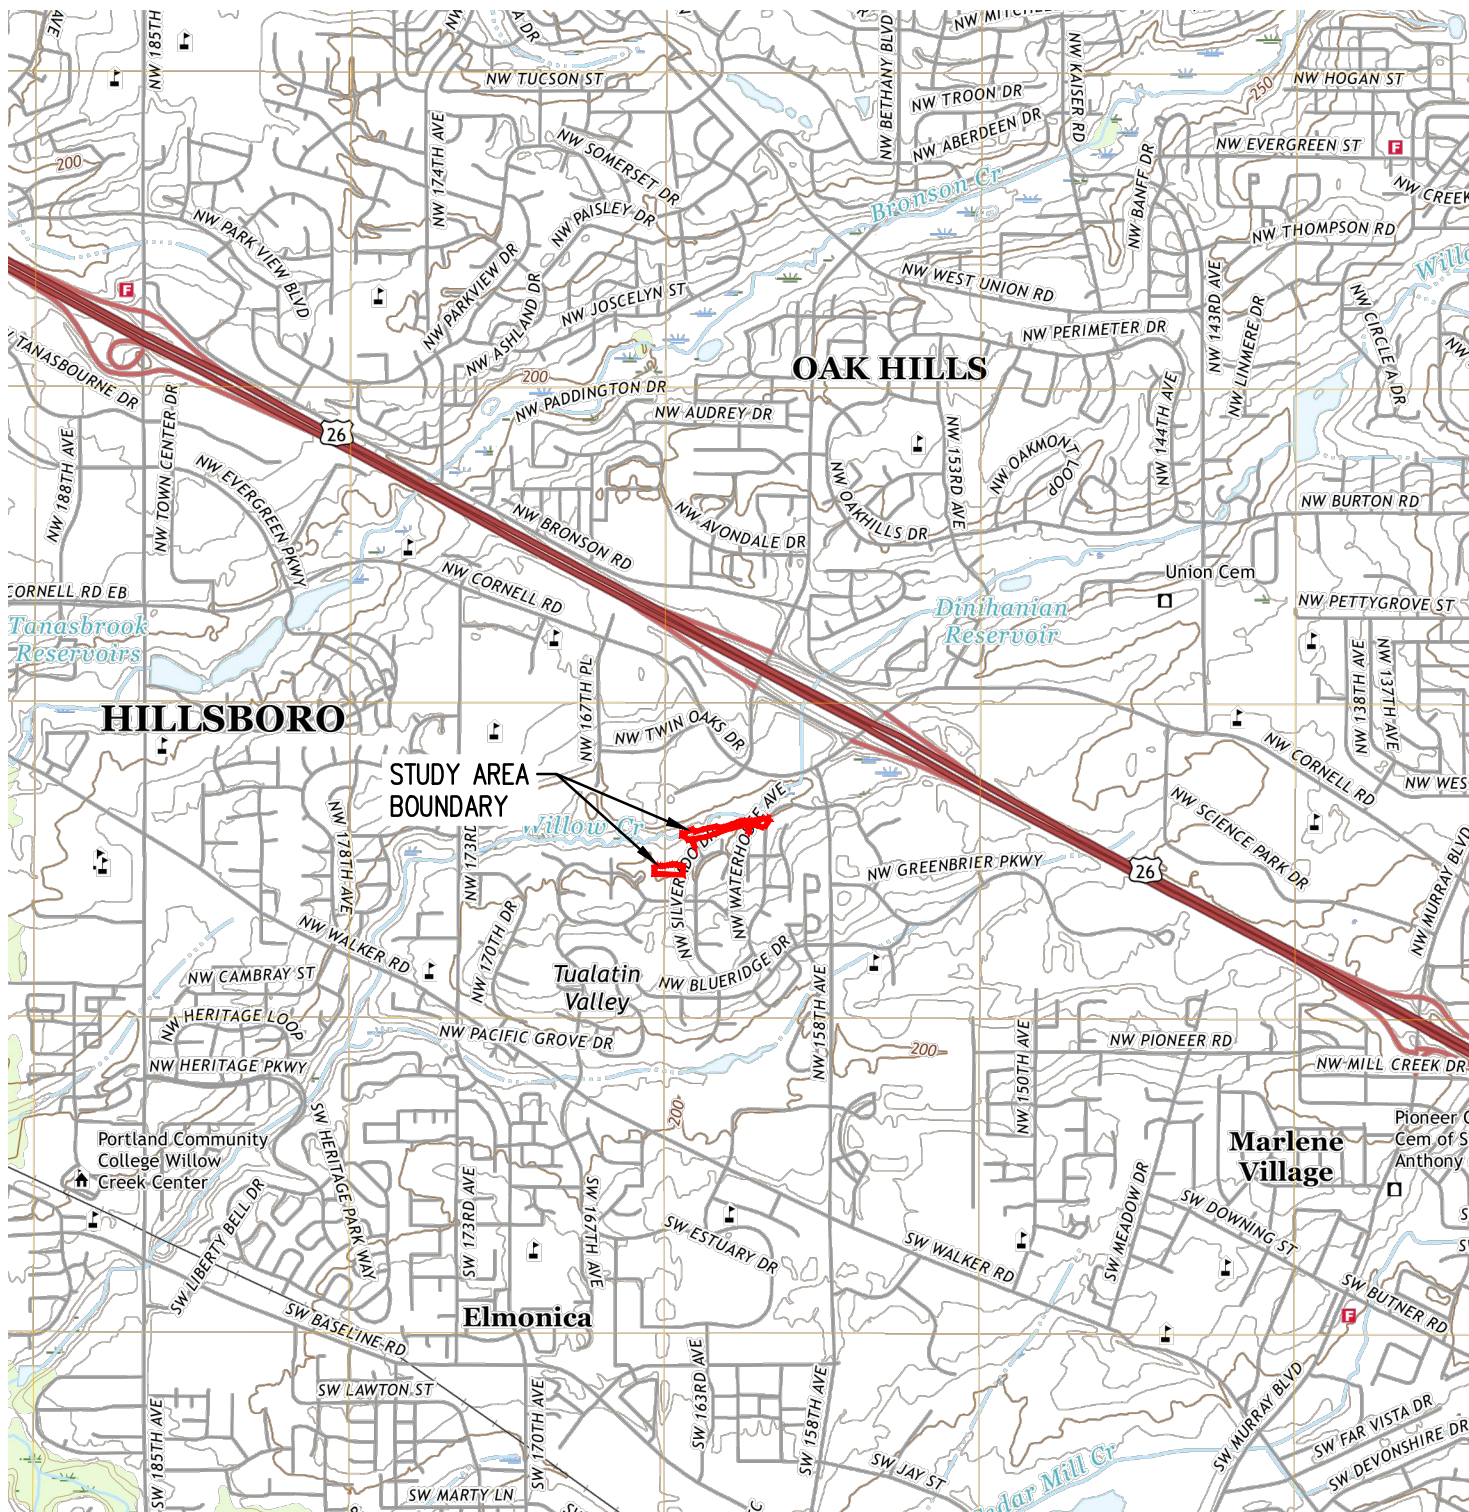 NW 185TH AVE
NW TUCSON ST
NW BETHANY BLVD
NW TROON DR
NW ABERDEEN DR
NW KAISER RD
250
NW HOGAN ST
NW EVERGREEN ST
F
200
NW 174TH AVE
NW SOMERSET DR
NW PAISLEY DR
Bronson Cr
NW BANFF DR
NW CREEK
NW THOMPSON RD
NW PARK VIEW BLVD
NW PARKVIEW DR
NW ASHLAND DR
NW JOSCELYN ST
NW WEST UNION RD
NW PERIMETER DR
NW 143RD AVE
NW LINMERE DR
NW CIRCLE A DR
F
TANASBOURNE DR
OAK HILLS
200
NW PADDINGTON DR
NW AUDREY DR
26
NW 188TH AVE
NW TOWN CENTER DR
NW EVERGREEN PKWY
NW 153RD AVE
NW OAKMONT LOOP
NW 144TH AVE
NW OAKHILLS DR
NW AVONDALE DR
NW BRONSON RD
NW BURTON RD
CORNELL RD EB
NW CORNELL RD
Union Cem
Tanasbrook
Reservoirs
Dinihanian
Reservoir
NW PETTYGROVE ST
NW 138TH AVE
NW 137TH AVE
HILLSBORO
NW 167TH PL
NW TWIN OAKS DR
NW CORNELL RD
NW WES
STUDY AREA
BOUNDARY
Willow Cr
NW 178TH AVE
NW 173RD
NW WATERHOUSE AVE
NW GREENBRIER PKWY
26
NW SCIENCE PARK DR
NW MURRAY BLVD
NW WALKER RD
NW 170TH DR
NW BLUERIDGE DR
NW CAMBRAY ST
Tualatin
Valley
NW 158TH AVE
NW HERITAGE LOOP
NW PACIFIC GROVE DR
200
NW 150TH AVE
NW PIONEER RD
NW HERITAGE PKWY
NW MILL CREEK DR
200
Portland Community
College Willow
Creek Center
SW HERITAGE PARK WAY
Marlene
Village
Cem of S
Anthony
SW LIBERTY BELL DR
SW 173RD AVE
SW 167TH AVE
SW ESTUARY DR
SW WALKER RD
SW MEADOW DR
SW DOWNING ST
SW BUTNER RD
F
SW BASELINE RD
Elmonica
SW LAWTON ST
SW 185TH AVE
SW 170TH AVE
SW 163RD AVE
SW 158TH AVE
SW MURRAY BLVD
SW FAR VISTA DR
SW DEVONSHIRE DR
SW JAY ST
SW MARTY LN